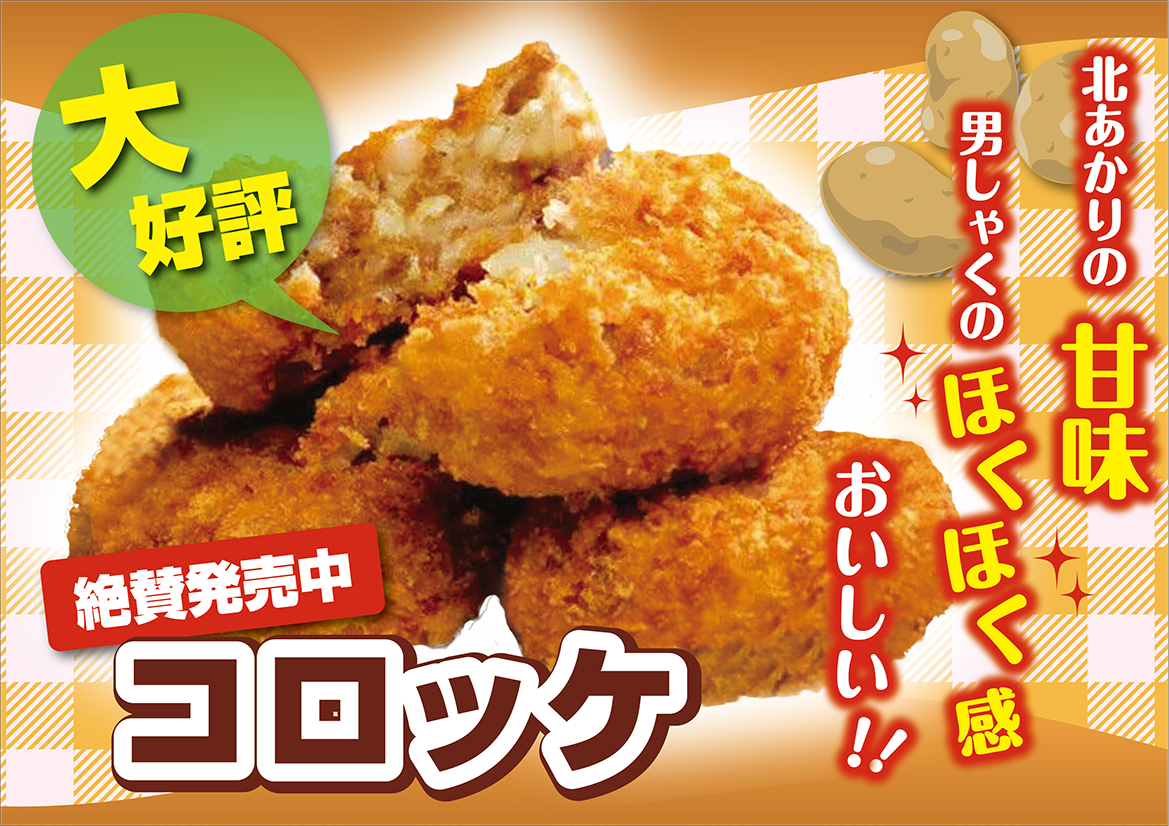 大
好評
北あかりの甘味
男しゃくのほくほく感
おいしい!!
絶賛発売中
コロッケ